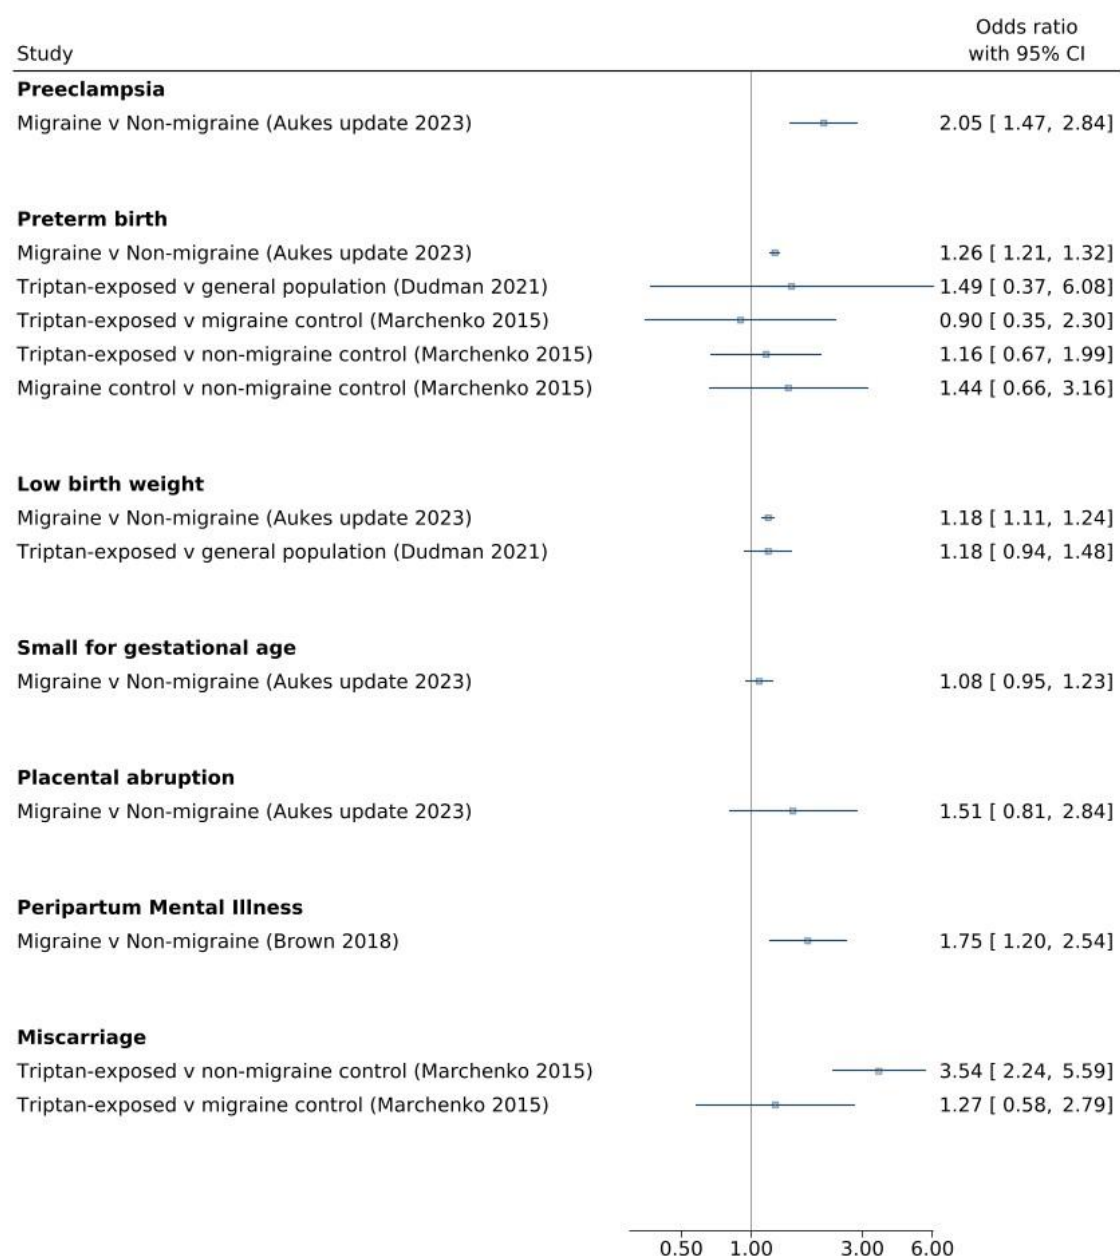 Odds ratio
Study with 95% CI
Preeclampsia
Migraine v Non-migraine (Aukes update 2023) 2.05 [ 1.47, 2.84]
Preterm birth
Migraine v Non-migraine (Aukes update 2023) 1.26 [ 1.21, 1.32]
Triptan-exposed v general population (Dudman 2021) 1.49 [ 0.37, 6.08]
Triptan-exposed v migraine control (Marchenko 2015) 0.90 [ 0.35, 2.30]
Triptan-exposed v non-migraine control (Marchenko 2015) 1.16 [ 0.67, 1.99]
Migraine control v non-migraine control (Marchenko 2015) 1.44 [ 0.66, 3.16]
Low birth weight
Migraine v Non-migraine (Aukes update 2023) 1.18 [ 1.11, 1.24]
Triptan-exposed v general population (Dudman 2021) 1.18 [ 0.94, 1.48]
Small for gestational age
Migraine v Non-migraine (Aukes update 2023) 1.08 [ 0.95, 1.23]
Placental abruption
Migraine v Non-migraine (Aukes update 2023) 1.51 [ 0.81, 2.84]
Peripartum Mental Illness
Migraine v Non-migraine (Brown 2018) 1.75 [ 1.20, 2.54]
Miscarriage
Triptan-exposed v non-migraine control (Marchenko 2015) 3.54 [ 2.24, 5.59]
Triptan-exposed v migraine control (Marchenko 2015) 1.27 [ 0.58, 2.79]
0.50 1.00 3.00 6.00